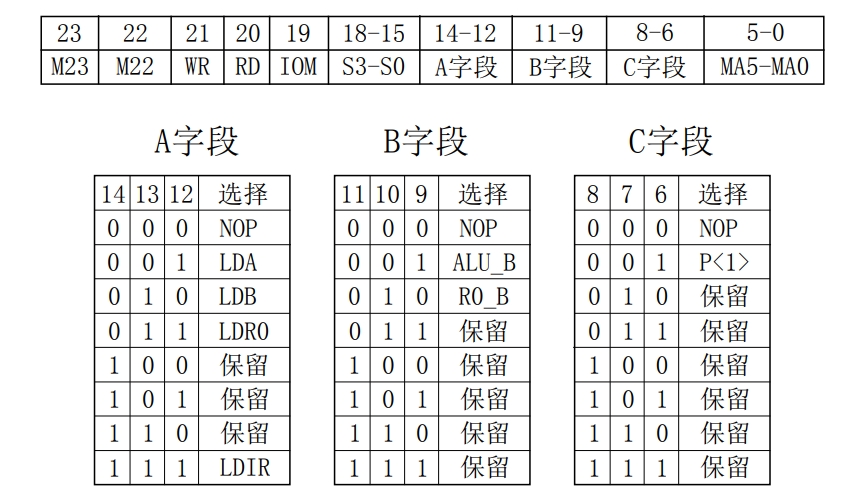 23 22 21 20 19 18-15 14-12 11-9 8-6 5-0
M23 M22 WR RD IOM S3-S0 A字段 B字段 C字段 MA5-MA0
A字段 B字段 C字段
14 13 12 选择 11 10 9 选择 8 7 6 选择
0 0 0 NOP 0 0 0 NOP 0 0 0 NOP
0 0 1 LDA 0 0 1 ALU_B 0 0 1 P<1>
0 1 0 LDB 0 1 0 R0_B 0 1 0 保留
0 1 1 LDR0 0 1 1 保留 0 1 1 保留
1 0 0 保留 1 0 0 保留 1 0 0 保留
1 0 1 保留 1 0 1 保留 1 0 1 保留
1 1 0 保留 1 1 0 保留 1 1 0 保留
1 1 1 LDIR 1 1 1 保留 1 1 1 保留